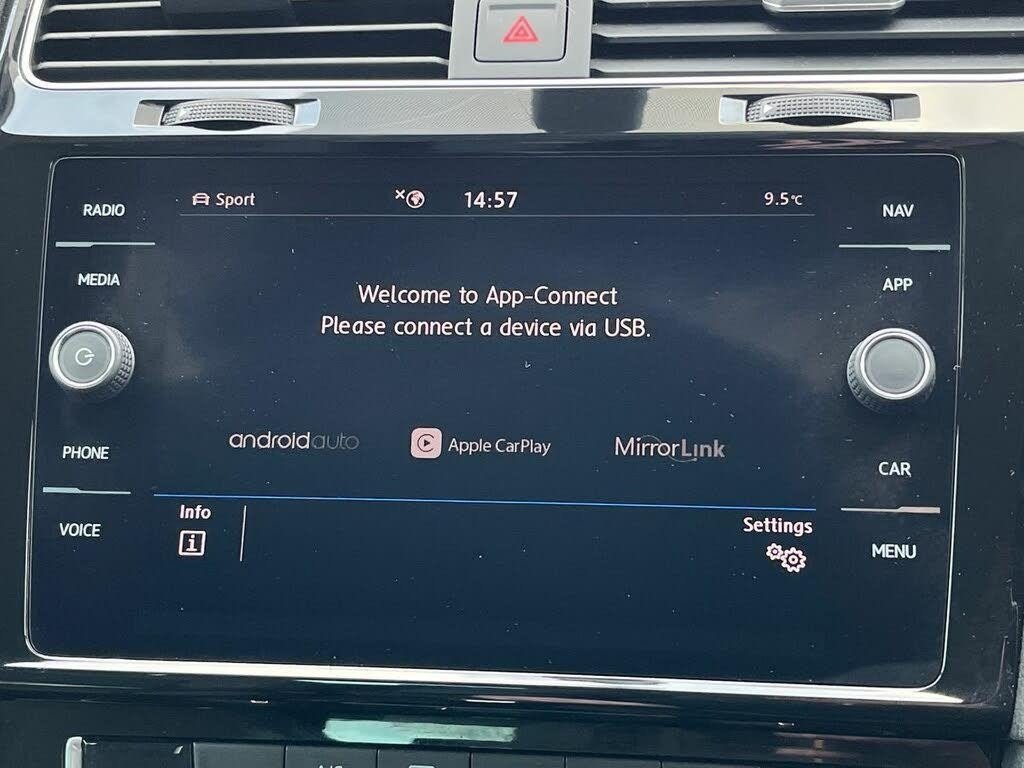 RADIO
Sport
14:57
9.5°C
NAV
MEDIA
APP
Welcome to App-Connect
Please connect a device via USB.
androidauto
Apple CarPlay
MirrorLink
PHONE
CAR
Info
Settings
VOICE
MENU